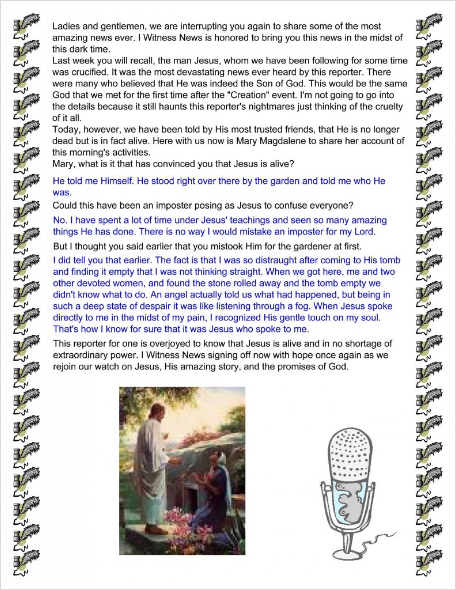 Ladies and gentlemen, we are interrupting you again to share some of the most
amazing news ever. I Witness News is honored to bring you this news in the midst of
this dark time.
Last week you will recall, the man Jesus, whom we have been following for some time
was crucified. It was the most devastating news ever heard by this reporter. There
were many who believed that He was indeed the Son of God. This would be the same
God that we met for the first time after the "Creation" event. I'm not going to go into
the details because it still haunts this reporter's nightmares just thinking of the cruelty
of it all.
Today, however, we have been told by His most trusted friends, that He is no longer
dead but is in fact alive. Here with us now is Mary Magdalene to share her account of
this morning's activities.
Mary, what is it that has convinced you that Jesus is alive?
He told me Himself. He stood right over there by the garden and told me who He
was.
Could this have been an imposter posing as Jesus to confuse everyone?
No. I have spent a lot of time under Jesus' teachings and seen so many amazing
things He has done. There is no way I would mistake an imposter for my Lord.
But I thought you said earlier that you mistook Him for the gardener at first.
I did tell you that earlier. The fact is that I was so distraught after coming to His tomb
and finding it empty that I was not thinking straight. When we got here, me and two
other devoted women, and found the stone rolled away and the tomb empty we
didn't know what to do. An angel actually told us what had happened, but being in
such a deep state of despair it was like listening through a fog. When Jesus spoke
directly to me in the midst of my pain, I recognized His gentle touch on my soul.
That's how I know for sure that it was Jesus who spoke to me.
This reporter for one is overjoyed to know that Jesus is alive and in no shortage of
extraordinary power. I Witness News signing off now with hope once again as we
rejoin our watch on Jesus, His amazing story, and the promises of God.